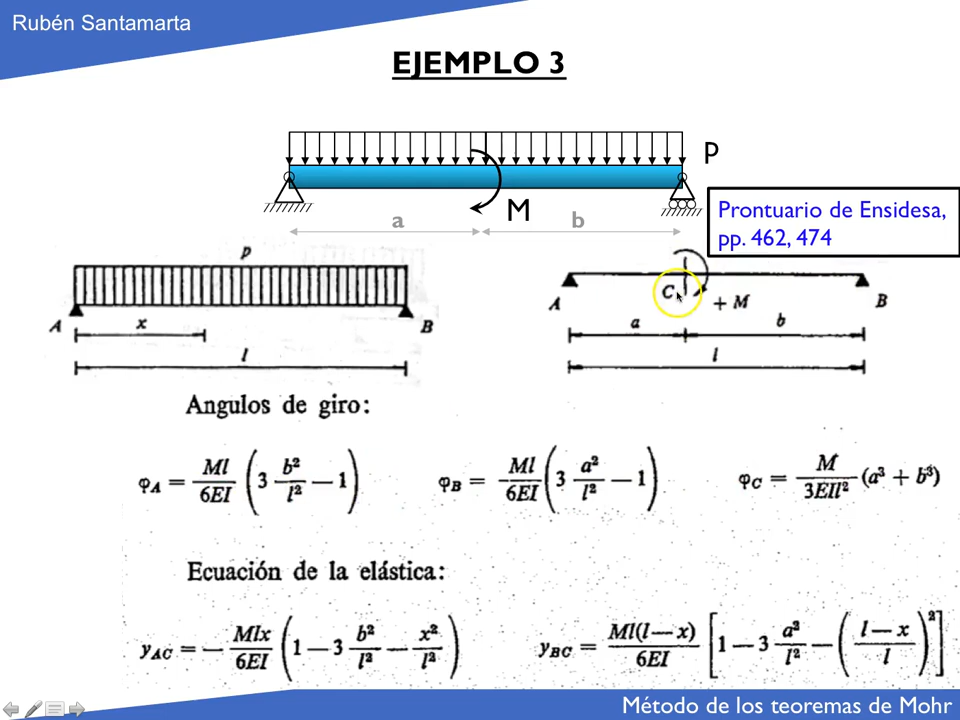 Rubén Santamarta
EJEMPLO 3
P
M
a b
Prontuario de Ensidesa,
pp. 462, 474
p
A x B
l
A C + M B
a b
l
Angulos de giro:
φA = Ml/6EI (3 b²/l² − 1) φB = Ml/6EI (3 a²/l² − 1) φC = M/3EIl² (a³ + b³)
Ecuación de la elástica:
yAC = − Mlx/6EI (1 − 3 b²/l² − x²/l²) yBC = Ml(l − x)/6EI [1 − 3 a²/l² − (l − x/l)²]
Método de los teoremas de Mohr